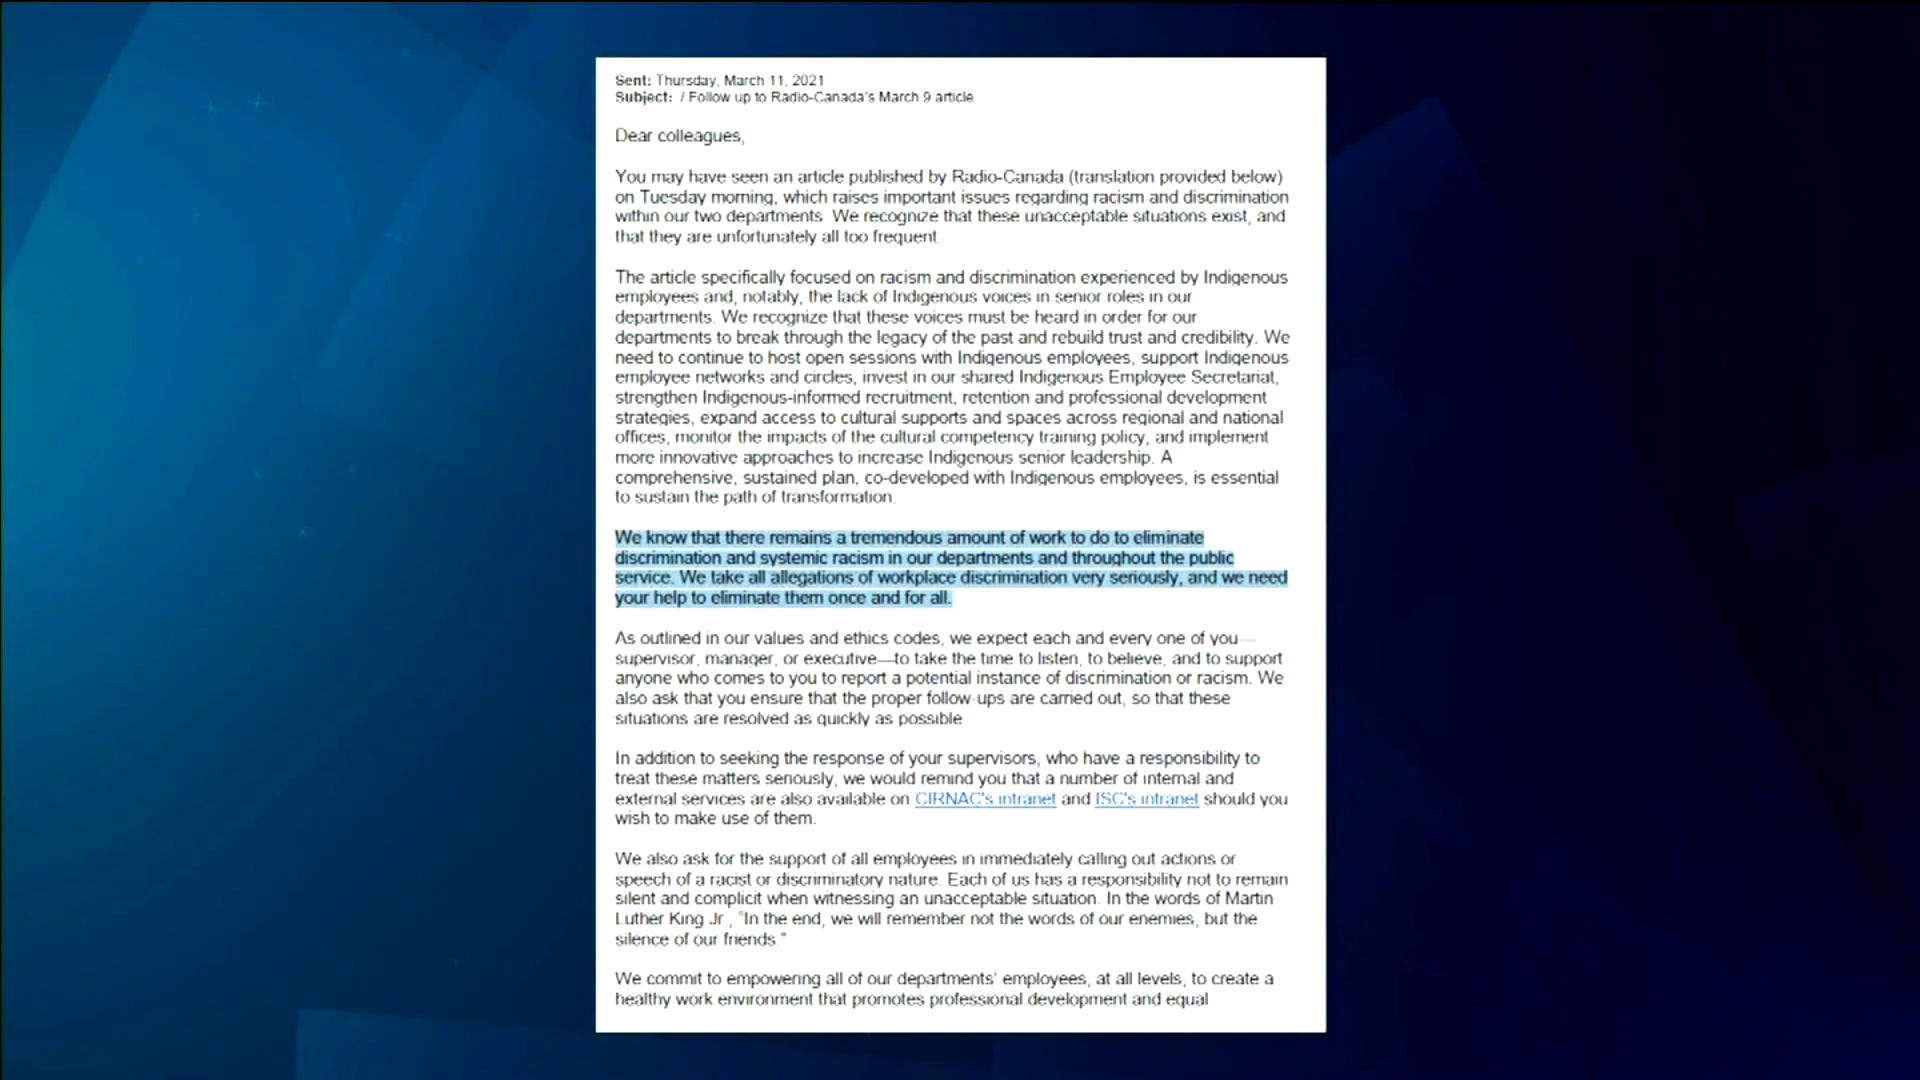 Sent: Thursday, March 11, 2021
Subject: / Follow up to Radio-Canada's March 9 article
Dear colleagues,
You may have seen an article published by Radio-Canada (translation provided below)
on Tuesday morning, which raises important issues regarding racism and discrimination
within our two departments. We recognize that these unacceptable situations exist, and
that they are unfortunately all too frequent.
The article specifically focused on racism and discrimination experienced by Indigenous
employees and, notably, the lack of Indigenous voices in senior roles in our
departments. We recognize that these voices must be heard in order for our
departments to break through the legacy of the past and rebuild trust and credibility. We
need to continue to host open sessions with Indigenous employees, support Indigenous
employee networks and circles, invest in our shared Indigenous Employee Secretariat,
strengthen Indigenous-informed recruitment, retention and professional development
strategies, expand access to cultural supports and spaces across regional and national
offices, monitor the impacts of the cultural competency training policy, and implement
more innovative approaches to increase Indigenous senior leadership. A
comprehensive, sustained plan, co-developed with Indigenous employees, is essential
to sustain the path of transformation.
We know that there remains a tremendous amount of work to do to eliminate
discrimination and systemic racism in our departments and throughout the public
service. We take all allegations of workplace discrimination very seriously, and we need
your help to eliminate them once and for all.
As outlined in our values and ethics codes, we expect each and every one of you—
supervisor, manager, or executive—to take the time to listen, to believe, and to support
anyone who comes to you to report a potential instance of discrimination or racism. We
also ask that you ensure that the proper follow-ups are carried out, so that these
situations are resolved as quickly as possible
In addition to seeking the response of your supervisors, who have a responsibility to
treat these matters seriously, we would remind you that a number of internal and
external services are also available on CIRNAC's intranet and ISC's intranet should you
wish to make use of them.
We also ask for the support of all employees in immediately calling out actions or
speech of a racist or discriminatory nature. Each of us has a responsibility not to remain
silent and complicit when witnessing an unacceptable situation. In the words of Martin
Luther King Jr., "In the end, we will remember not the words of our enemies, but the
silence of our friends."
We commit to empowering all of our departments' employees, at all levels, to create a
healthy work environment that promotes professional development and equal